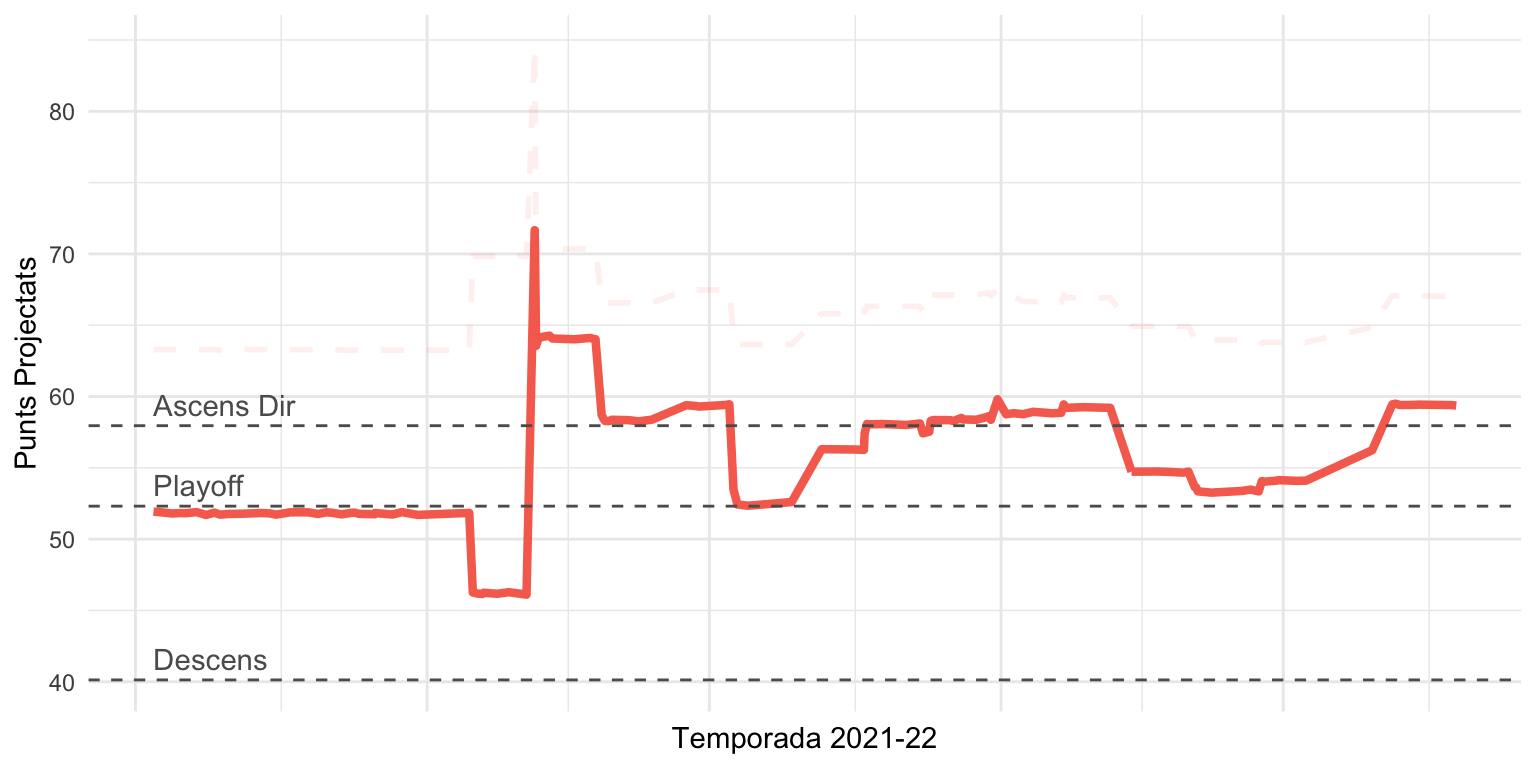 80
70
60
50
40
Punts Projectats
Ascens Dir
Playoff
Descens
Temporada 2021-22